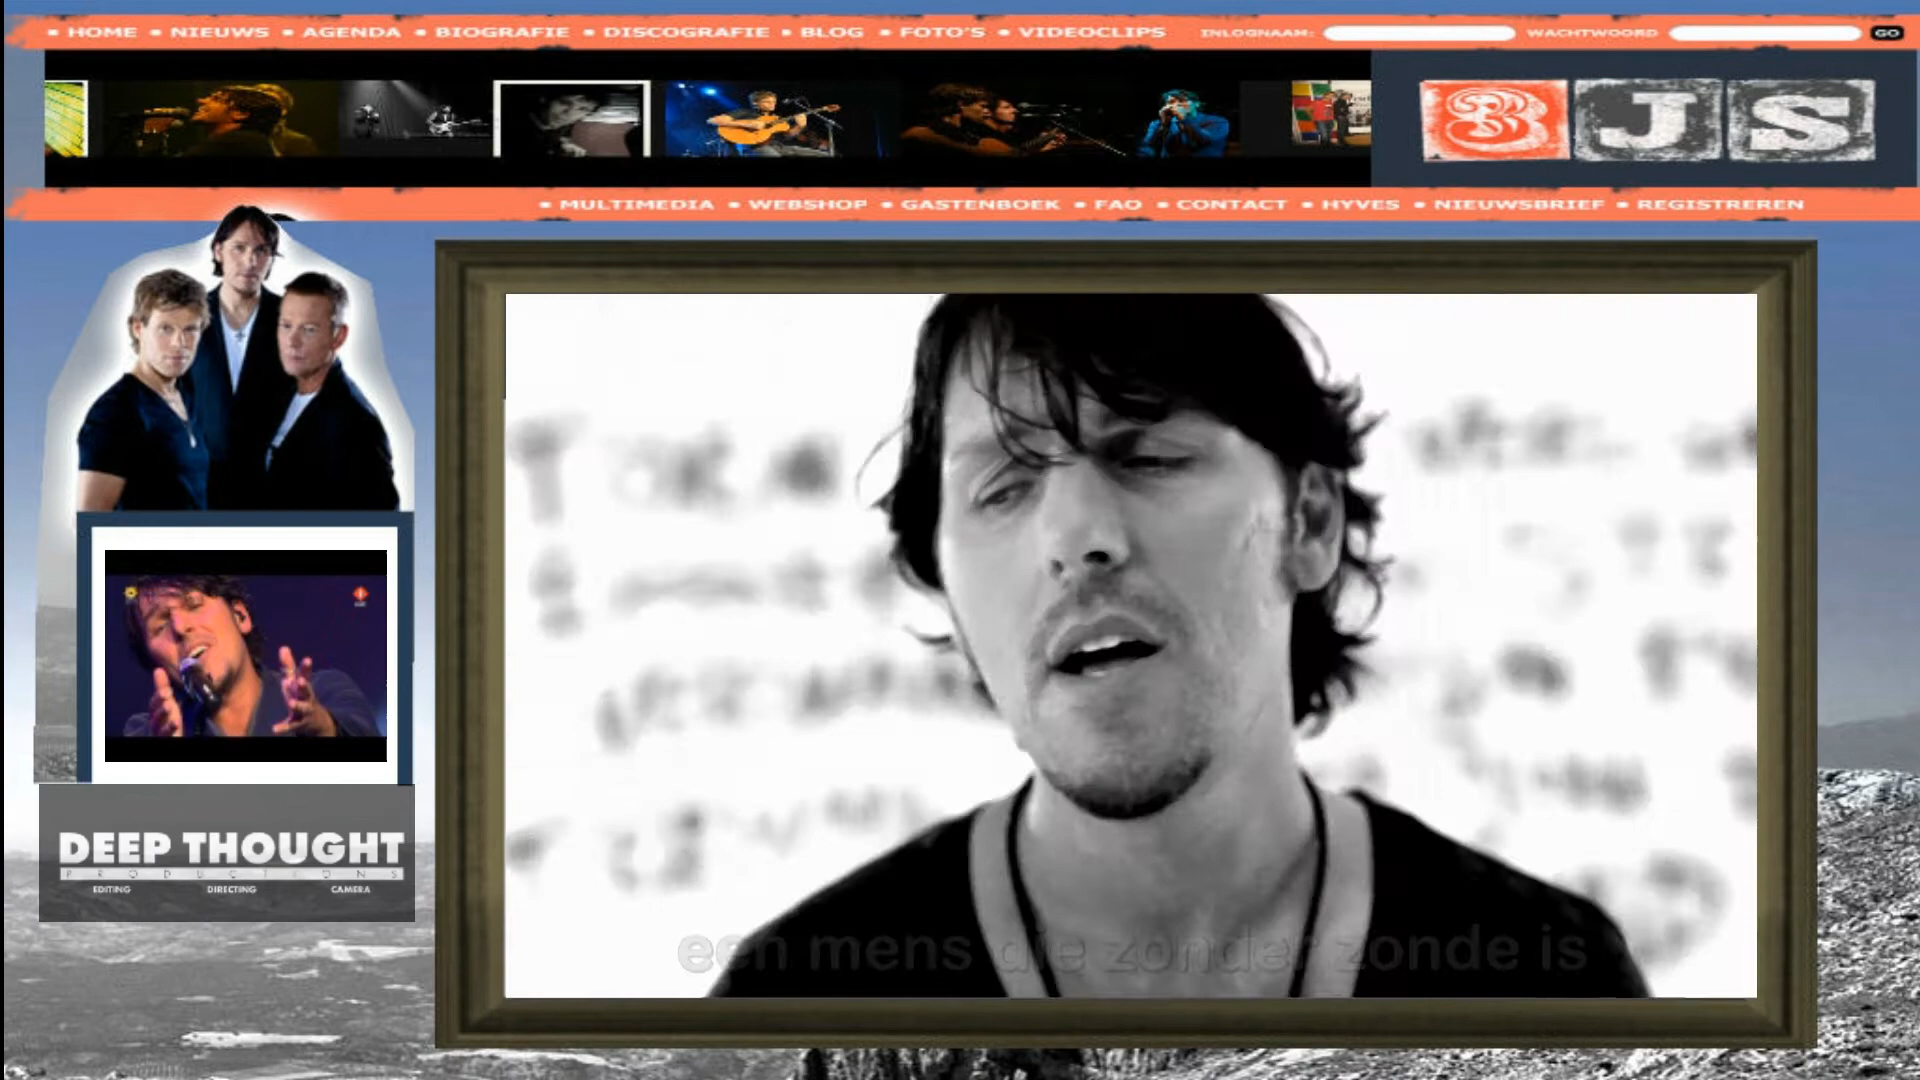 HOME NIEUWS AGENDA BIOGRAFIE DISCOGRAFIE BLOG FOTO'S VIDEOCLIPS INLOGNAAM: WACHTWOORD GO
3JS
MULTIMEDIA WEBSHOP GASTENBOEK FAQ CONTACT HYVES NIEUWSBRIEF REGISTREREN
DEEP THOUGHT
PRODUCTIONS
EDITING DIRECTING CAMERA
een mens die zonder zonde is